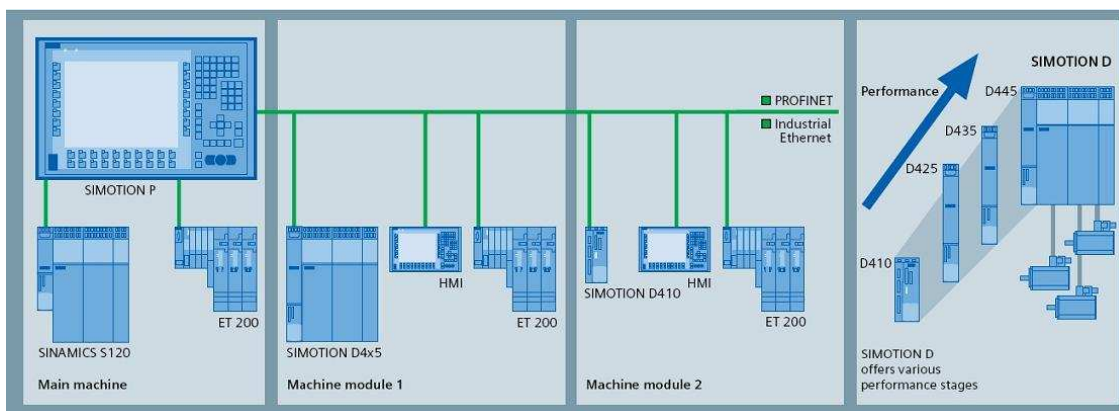 SIMOTION P
SINAMICS S120
ET 200
Main machine
PROFINET
Industrial
Ethernet
HMI
ET 200
SIMOTION D4x5
Machine module 1
SIMOTION D410
HMI
ET 200
Machine module 2
SIMOTION D
Performance
D445
D435
D425
D410
SIMOTION D
offers various
performance stages